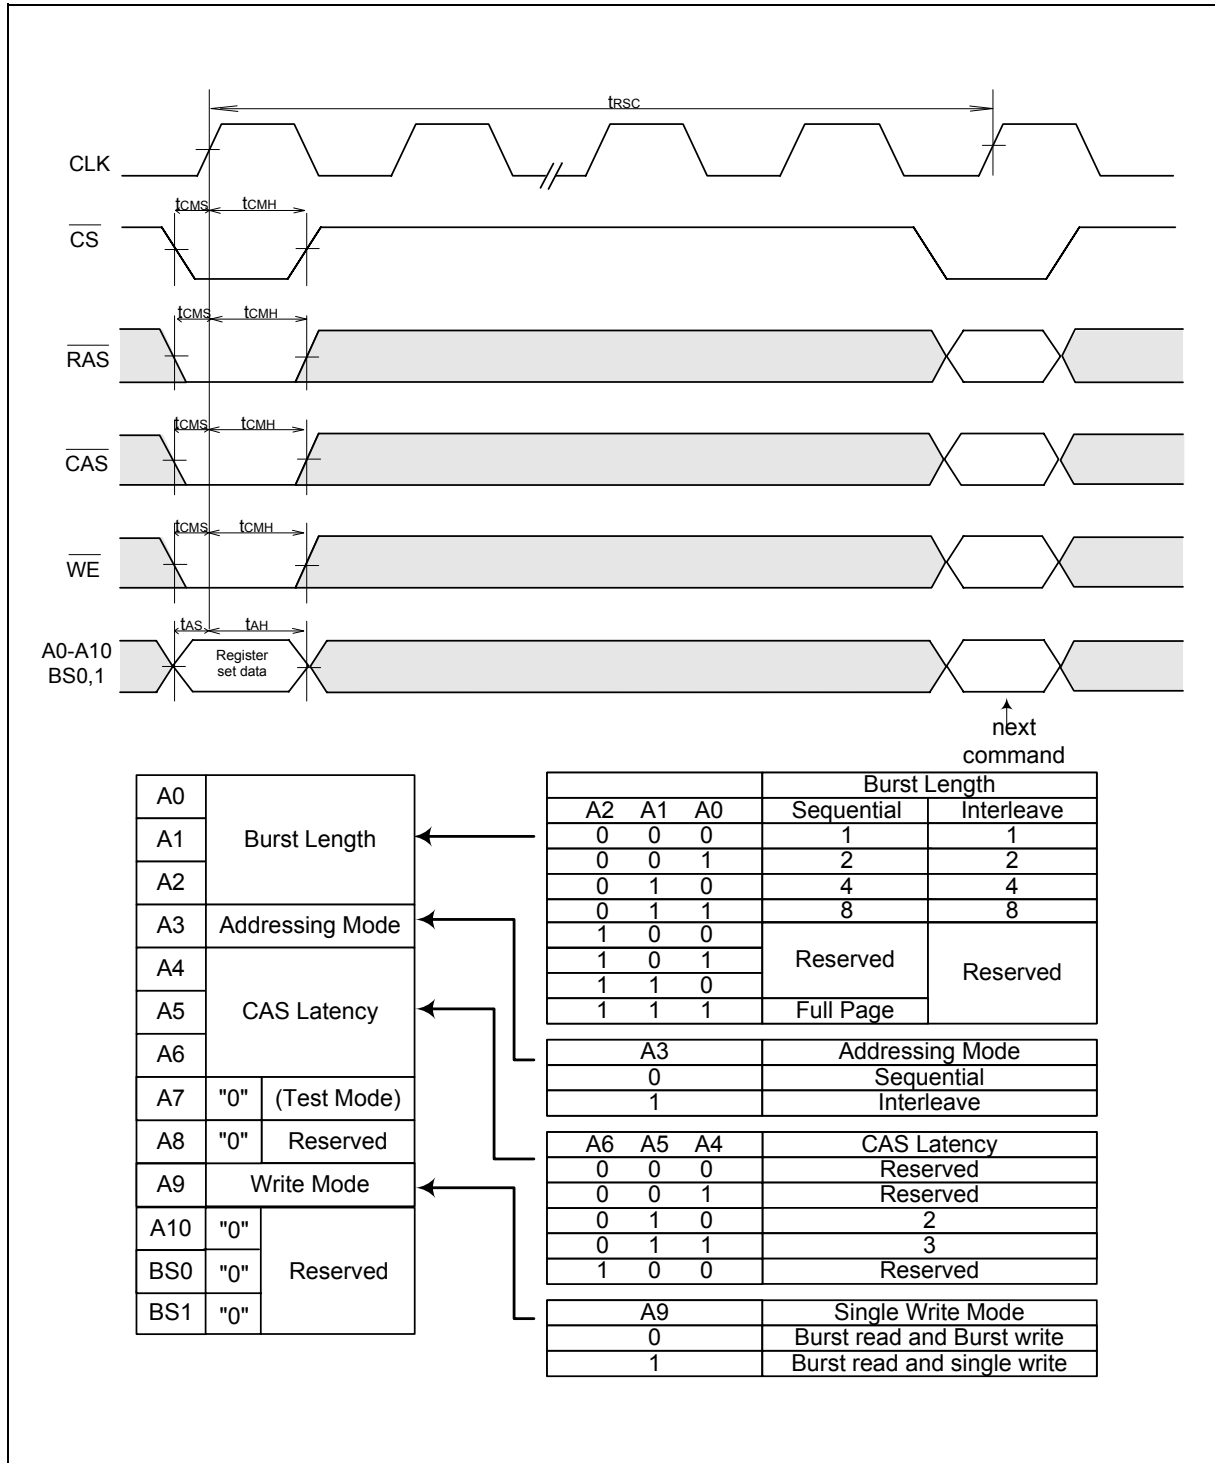 tRSC
CLK
tCMS tCMH
CS
tCMS tCMH
RAS
tCMS tCMH
CAS
tCMS tCMH
WE
tAS tAH
A0-A10
BS0,1
Register
set data
next
command
A0
A1 Burst Length
A2
A3 Addressing Mode
A4
A5 CAS Latency
A6
A7 "0" (Test Mode)
A8 "0" Reserved
A9 Write Mode
A10 "0"
BS0 "0" Reserved
BS1 "0"
Burst Length
A2 A1 A0 Sequential Interleave
0 0 0 1 1
0 0 1 2 2
0 1 0 4 4
0 1 1 8 8
1 0 0
1 0 1 Reserved Reserved
1 1 0
1 1 1 Full Page
A3 Addressing Mode
0 Sequential
1 Interleave
A6 A5 A4 CAS Latency
0 0 0 Reserved
0 0 1 Reserved
0 1 0 2
0 1 1 3
1 0 0 Reserved
A9 Single Write Mode
0 Burst read and Burst write
1 Burst read and single write